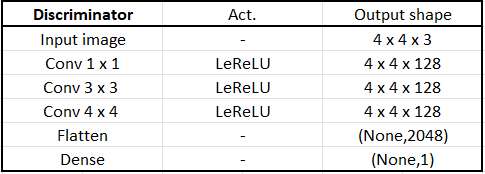 Discriminator Act. Output shape
Input image - 4 x 4 x 3
Conv 1 x 1 LeReLU 4 x 4 x 128
Conv 3 x 3 LeReLU 4 x 4 x 128
Conv 4 x 4 LeReLU 4 x 4 x 128
Flatten - (None,2048)
Dense - (None,1)